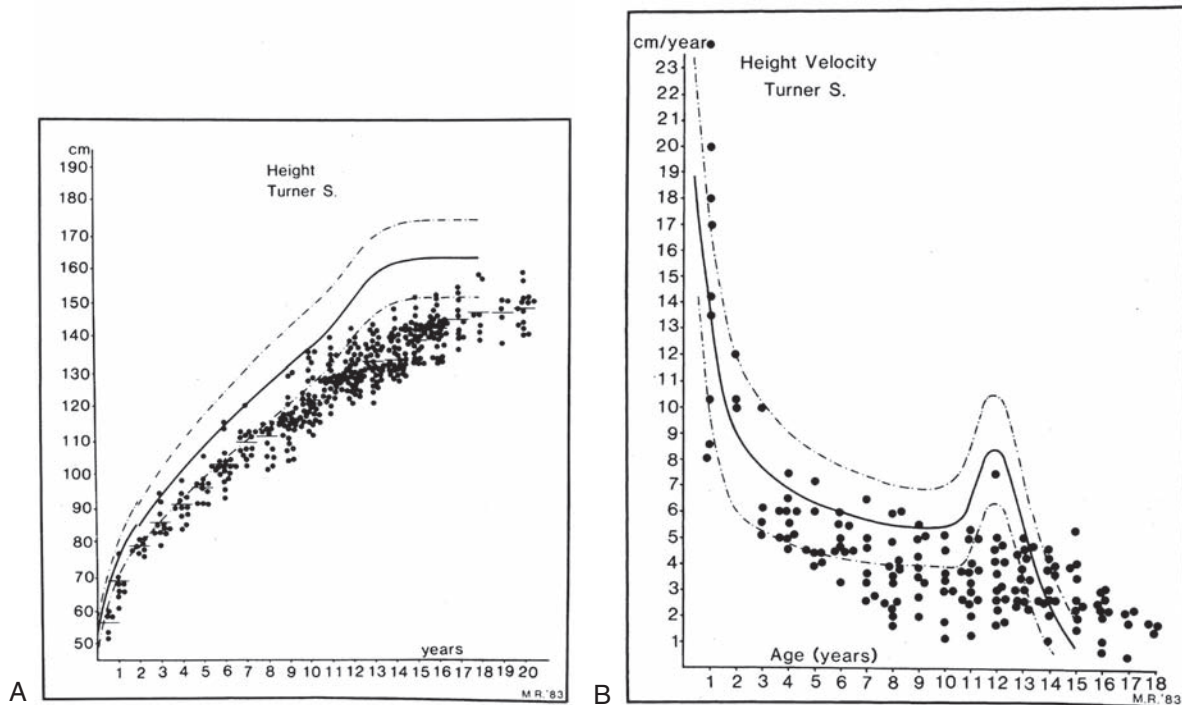 cm
190
180
170
160
150
140
130
120
110
100
90
80
70
60
50
Height
Turner S.
years
1 2 3 4 5 6 7 8 9 10 11 12 13 14 15 16 17 18 19 20
M.R.'83
A
cm/year
23
22
21
20
19
18
17
16
15
14
13
12
11
10
9
8
7
6
5
4
3
2
1
Height Velocity
Turner S.
Age (years)
1 2 3 4 5 6 7 8 9 10 11 12 13 14 15 16 17 18
M.R.'83
B